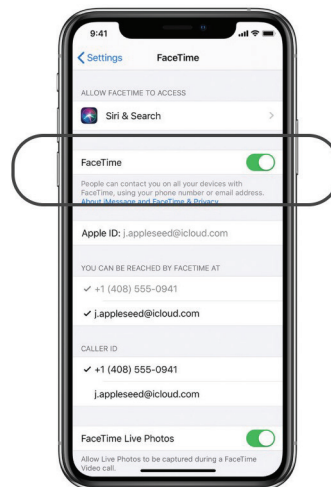 9:41
Settings FaceTime
ALLOW FACETIME TO ACCESS
Siri & Search
FaceTime
People can contact you on all your devices with
FaceTime, using your phone number or email address.
About iMessage and FaceTime & Privacy
Apple ID: j.appleseed@icloud.com
YOU CAN BE REACHED BY FACETIME AT
+1 (408) 555-0941
j.appleseed@icloud.com
CALLER ID
+1 (408) 555-0941
j.appleseed@icloud.com
FaceTime Live Photos
Allow Live Photos to be captured during a FaceTime
Video call.